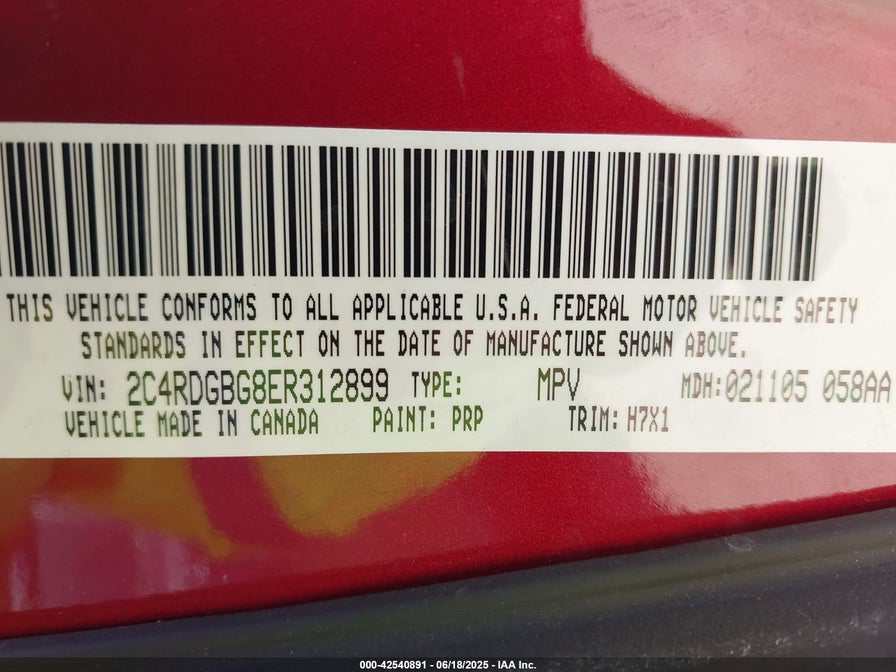 THIS VEHICLE CONFORMS TO ALL APPLICABLE U.S.A. FEDERAL MOTOR VEHICLE SAFETY
STANDARDS IN EFFECT ON THE DATE OF MANUFACTURE SHOWN ABOVE.
VIN: 2C4RDGBG8ER312899 TYPE: MPV MDH:021105 058AA
VEHICLE MADE IN CANADA PAINT: PRP TRIM: H7X1
000-42540891 - 06/18/2025 - IAA Inc.